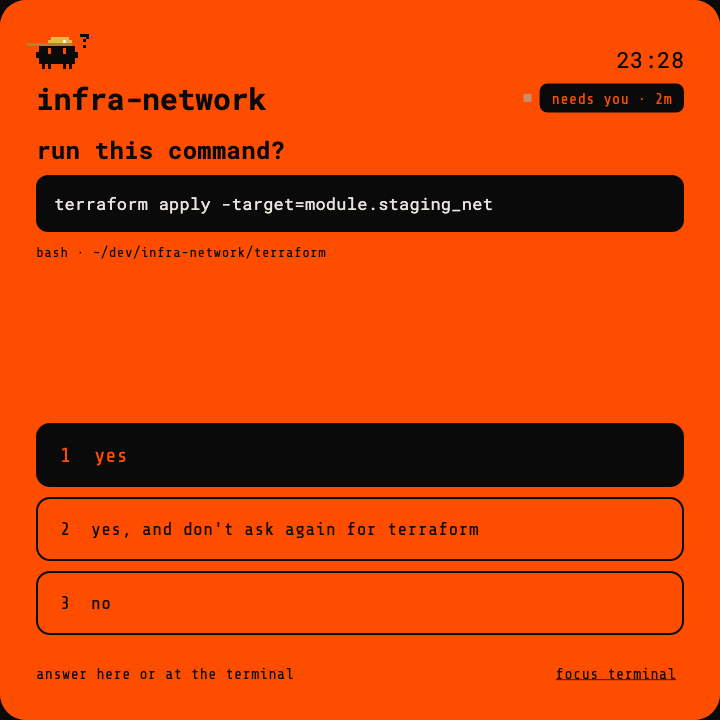 ?
23:28
infra-network
needs you · 2m
run this command?
terraform apply -target=module.staging_net
bash · ~/dev/infra-network/terraform
1 yes
2 yes, and don't ask again for terraform
3 no
answer here or at the terminal
focus terminal